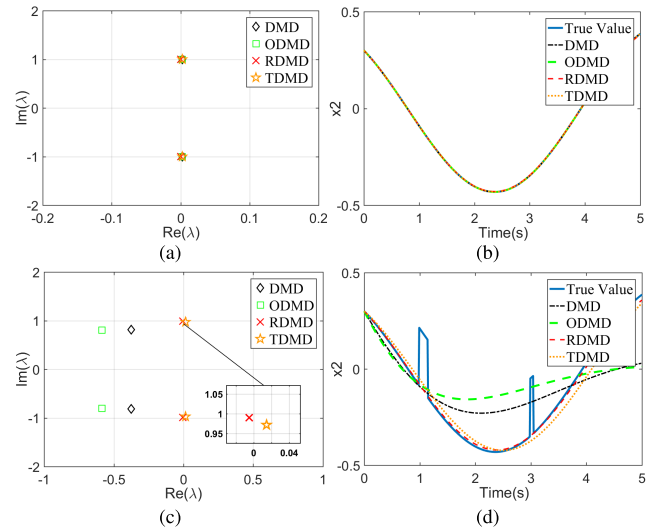 2
1
0
-1
-2
Im(λ)
-0.2
-0.1
0
0.1
0.2
Re(λ)
DMD
ODMD
RDMD
TDMD
(a)
0.5
0
-0.5
x2
0
1
2
3
4
5
Time(s)
True Value
DMD
ODMD
RDMD
TDMD
(b)
2
1
0
-1
-2
Im(λ)
-1
-0.5
0
0.5
1
Re(λ)
DMD
ODMD
RDMD
TDMD
1.05
1
0.95
0
0.04
(c)
0.5
0
-0.5
x2
0
1
2
3
4
5
Time(s)
True Value
DMD
ODMD
RDMD
TDMD
(d)